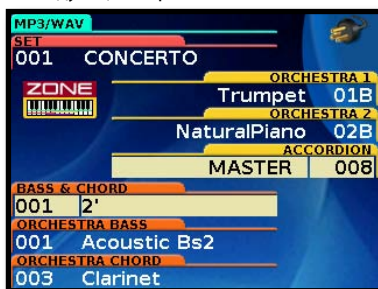 MP3/WAV
SET
001 CONCERTO
ZONE
ORCHESTRA 1
Trumpet 01B
ORCHESTRA 2
NaturalPiano 02B
ACCORDION
MASTER 008
BASS & CHORD
001 2'
ORCHESTRA BASS
001 Acoustic Bs2
ORCHESTRA CHORD
003 Clarinet